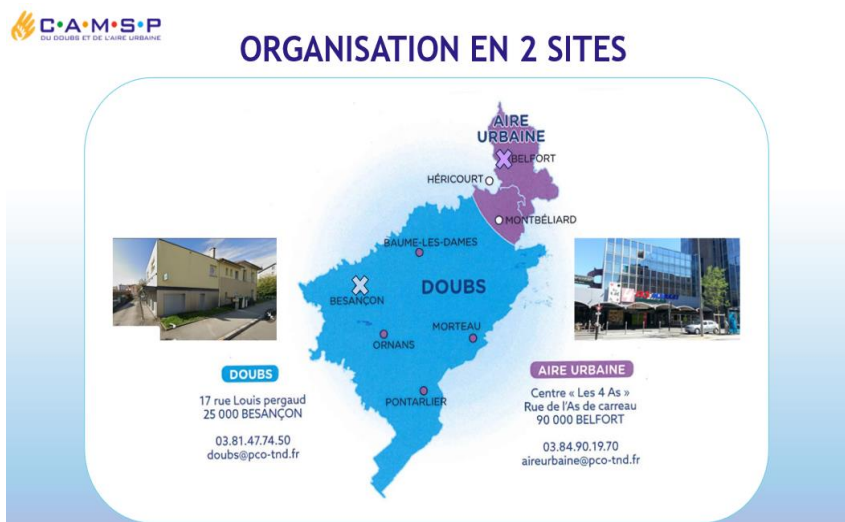 C•A•M•S•P
DU DOUBS ET DE L'AIRE URBAINE
ORGANISATION EN 2 SITES
AIRE
URBAINE
BELFORT
HÉRICOURT
MONTBÉLIARD
BAUME-LES-DAMES
DOUBS
BESANÇON
MORTEAU
ORNANS
PONTARLIER
DOUBS
17 rue Louis pergaud
25 000 BESANÇON
03.81.47.74.50
doubs@pco-tnd.fr
AIRE URBAINE
Centre « Les 4 As »
Rue de l'As de carreau
90 000 BELFORT
03.84.90.19.70
aireurbaine@pco-tnd.fr